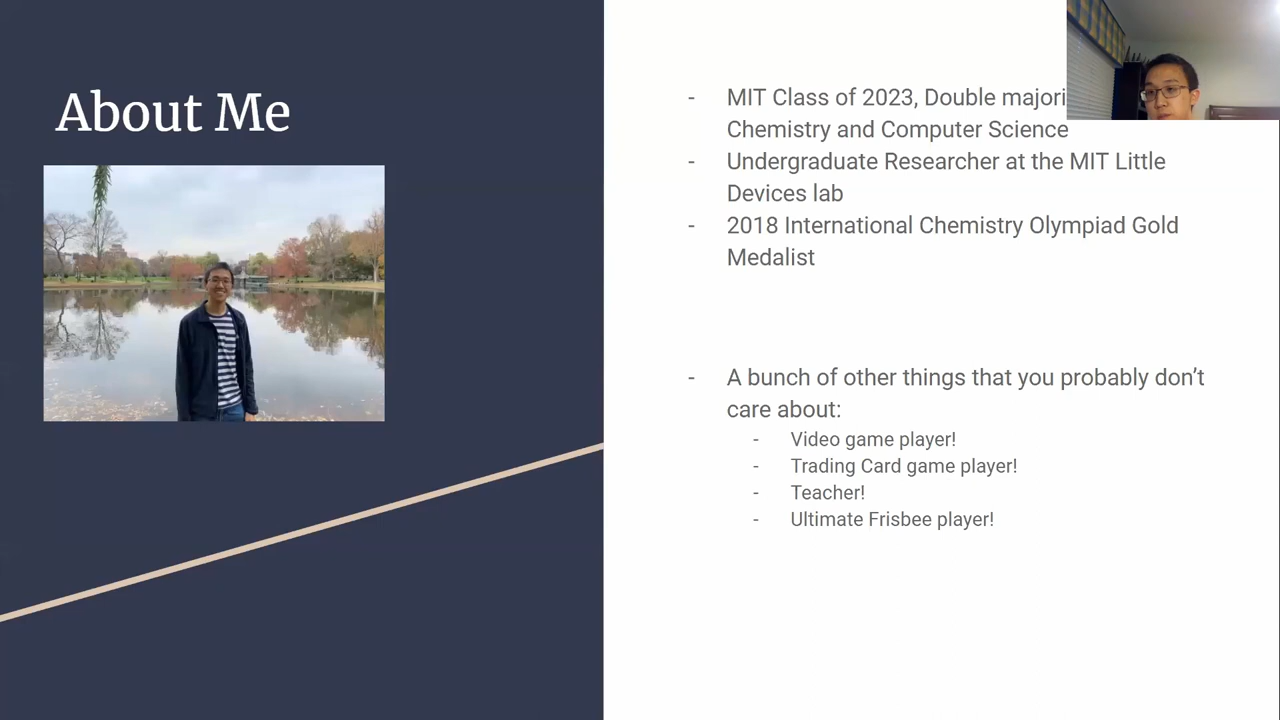 About Me
- MIT Class of 2023, Double
Chemistry and Computer Science
- Undergraduate Researcher at the MIT Little
Devices lab
- 2018 International Chemistry Olympiad Gold
Medalist
- A bunch of other things that you probably don’t
care about:
- Video game player!
- Trading Card game player!
- Teacher!
- Ultimate Frisbee player!